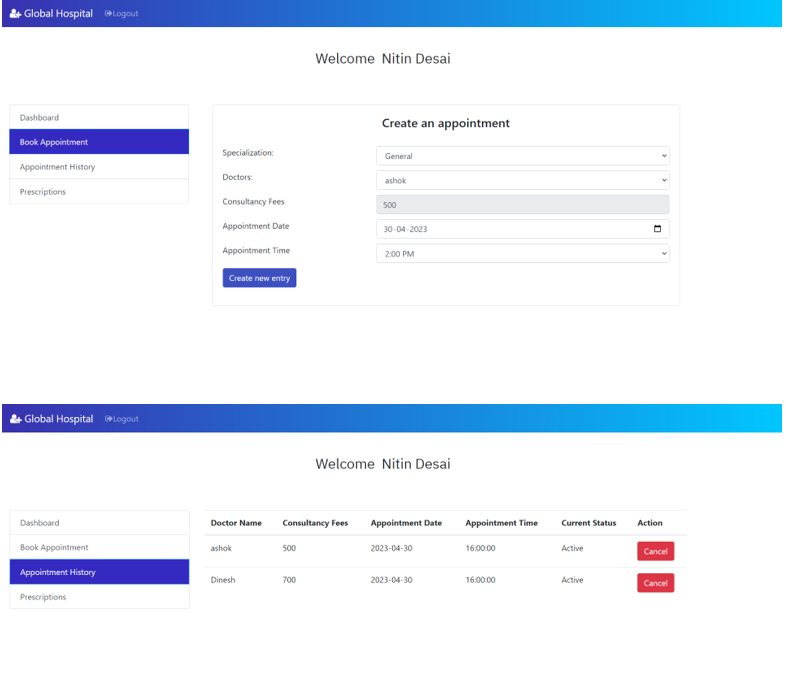 Global Hospital Logout
Welcome Nitin Desai
Dashboard
Book Appointment
Appointment History
Prescriptions
Create an appointment
Specialization: General
Doctors: ashok
Consultancy Fees 500
Appointment Date 30-04-2023
Appointment Time 2:00 PM
Create new entry
Global Hospital Logout
Welcome Nitin Desai
Dashboard
Book Appointment
Appointment History
Prescriptions
Doctor Name Consultancy Fees Appointment Date Appointment Time Current Status Action
ashok 500 2023-04-30 16:00:00 Active Cancel
Dinesh 700 2023-04-30 16:00:00 Active Cancel